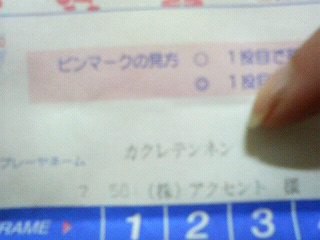 ピンマークの見方 ○ 1投目で
◎ 1投
プレーヤネーム カクレテンネン
? 50 (株)アクセント 様
FRAME ▶ 1 2 3